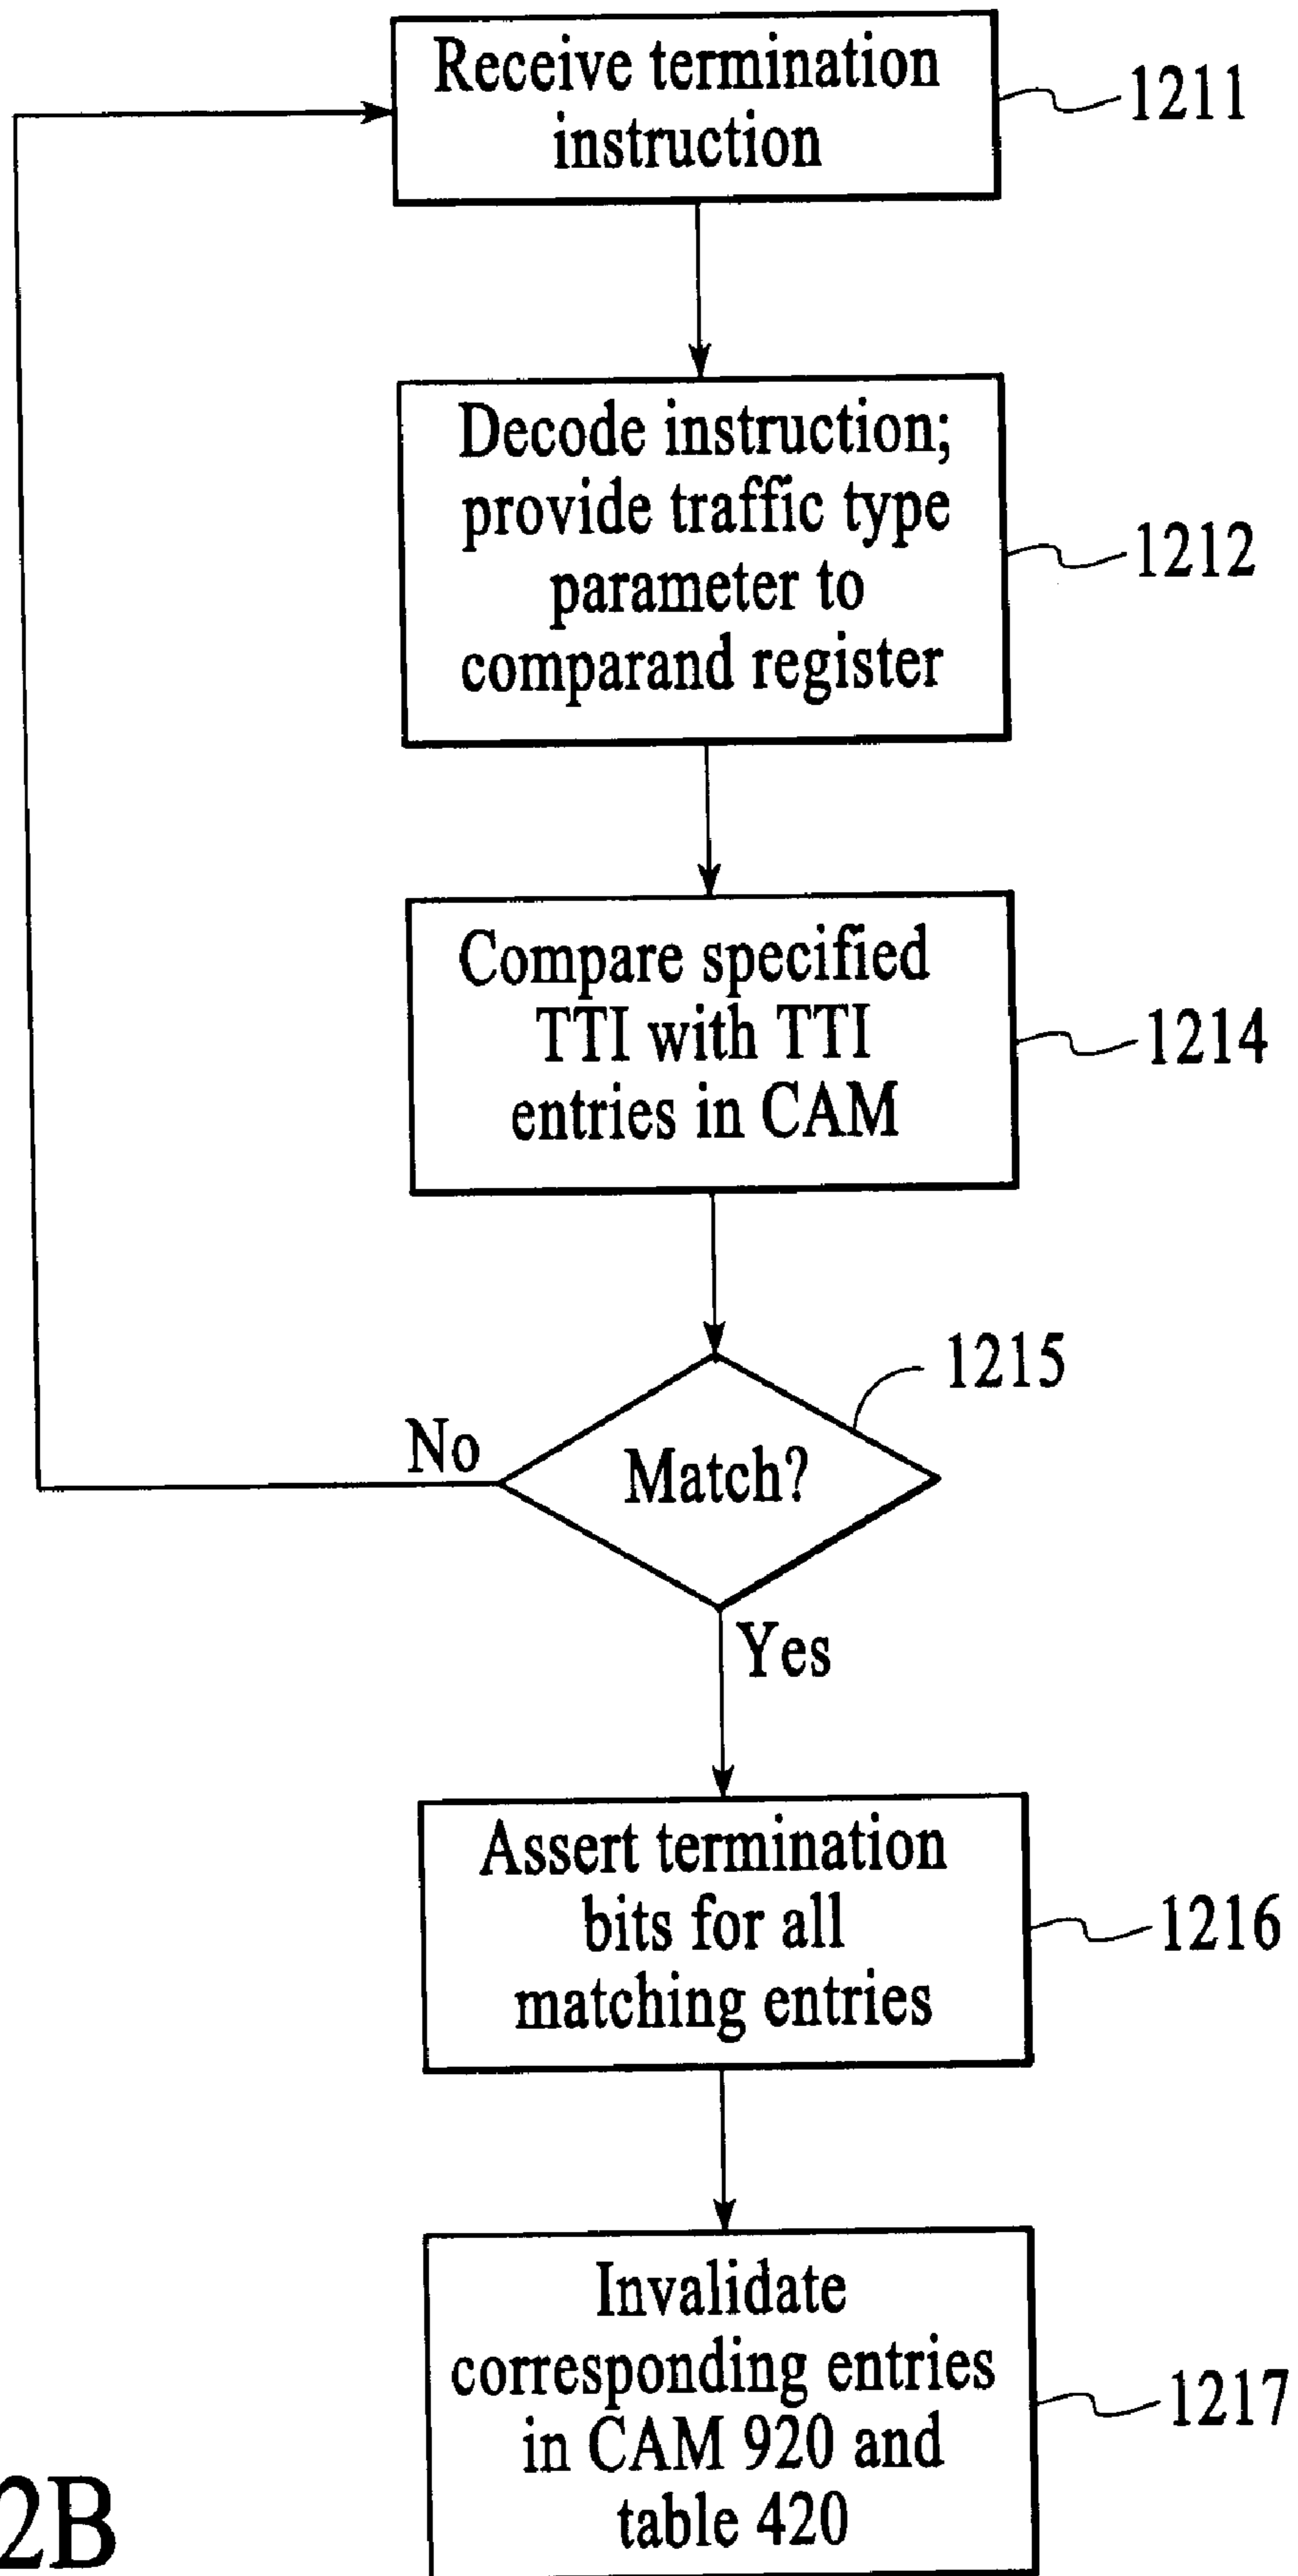 Receive termination
instruction
1211
Decode instruction;
provide traffic type
parameter to
comparand register
1212
Compare specified
TTI with TTI
entries in CAM
1214
1215
No
Match?
Yes
Assert termination
bits for all
matching entries
1216
Invalidate
corresponding entries
in CAM 920 and
table 420
1217
2B